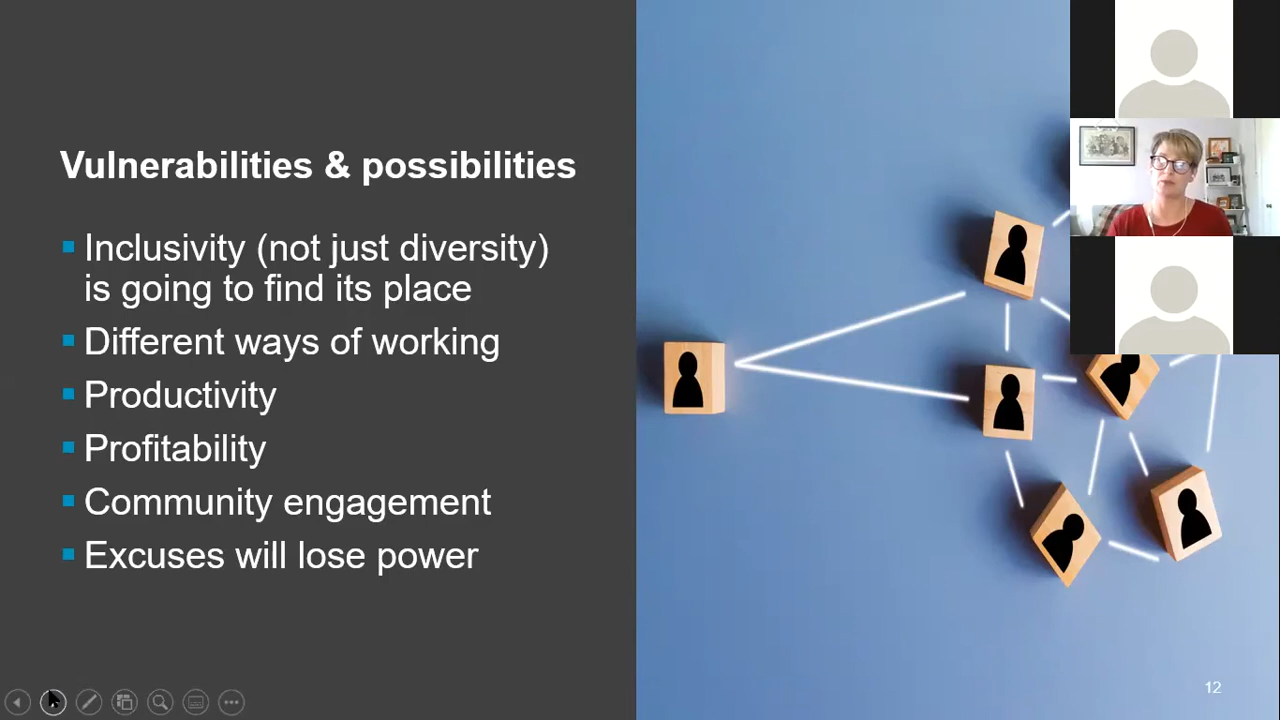 Vulnerabilities & possibilities
Inclusivity (not just diversity)
is going to find its place
Different ways of working
Productivity
Profitability
Community engagement
Excuses will lose power
12